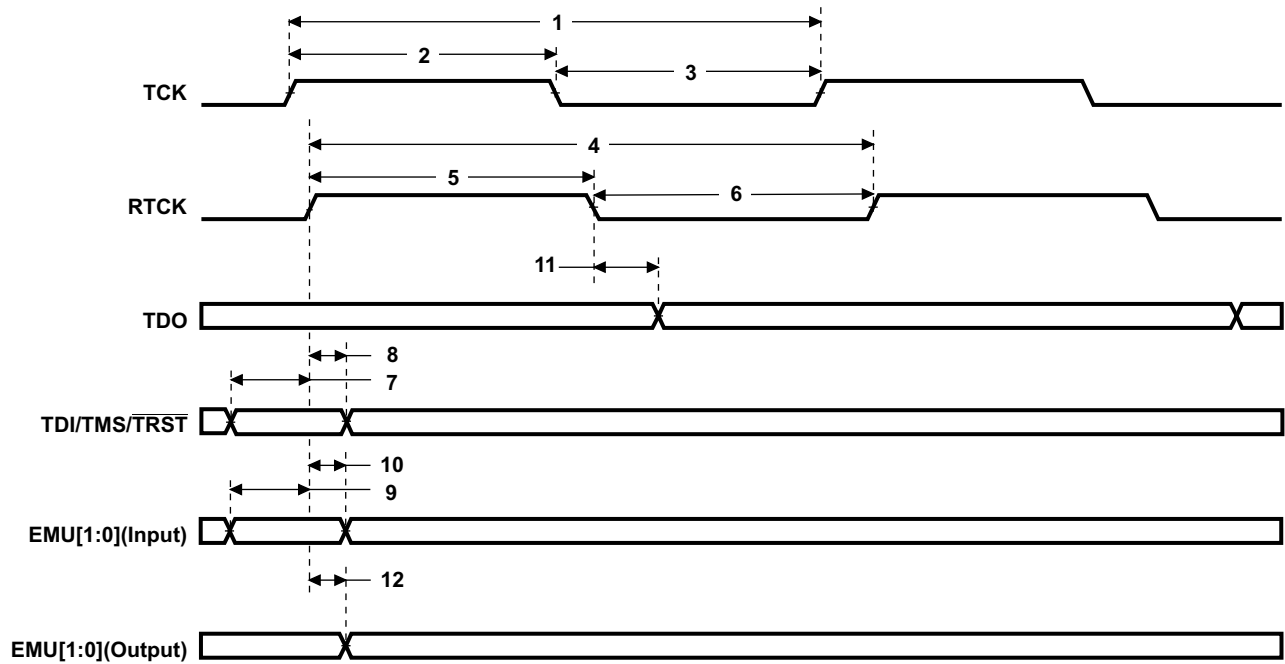 1
2
3
TCK
4
5
6
RTCK
11
TDO
8
7
TDI/TMS/TRST
10
9
EMU[1:0](Input)
12
EMU[1:0](Output)